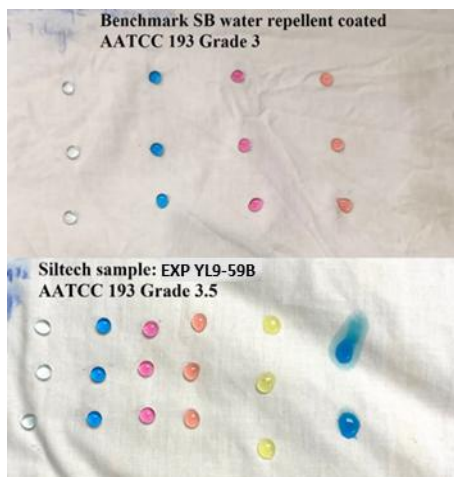 Benchmark SB water repellent coated
AATCC 193 Grade 3
Siltech sample: EXP YL9-59B
AATCC 193 Grade 3.5